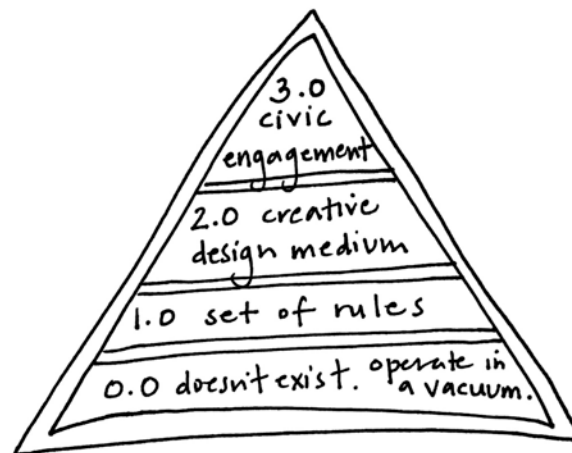 3.0
civic
engagement
2.0 creative
design medium
1.0 set of rules
0.0 doesn't exist. operate in
a vacuum.